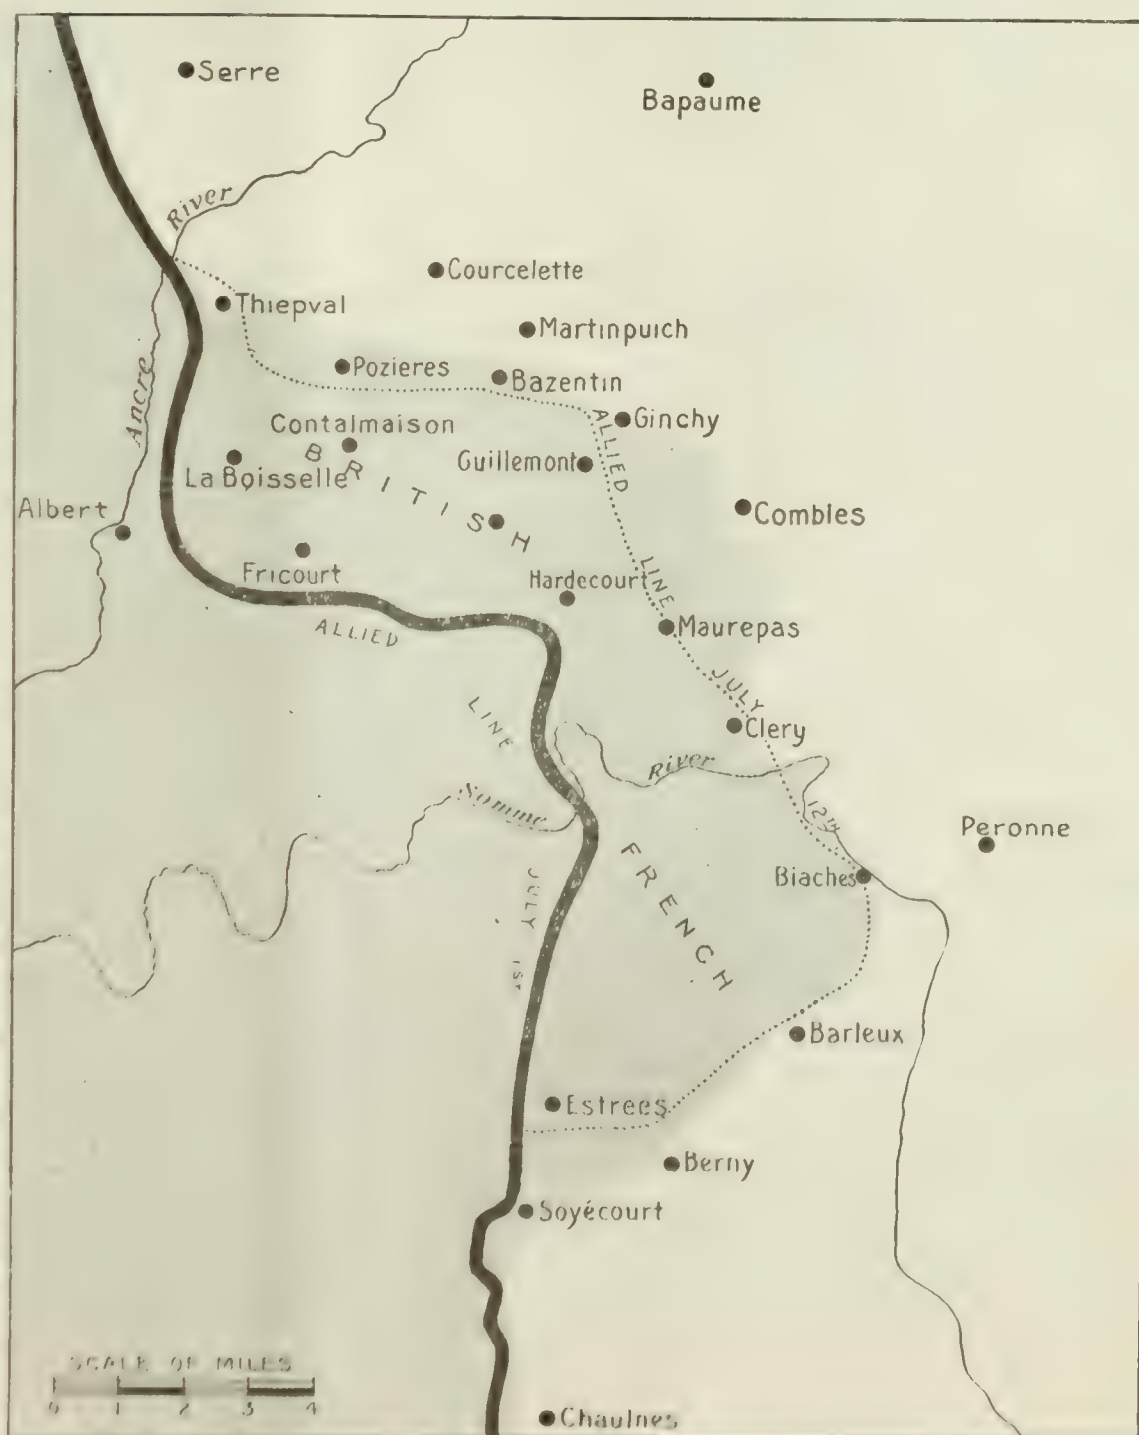 Serre
Bapaume
River
Courcelette
Thiepval
Martinpuich
Pozieres
Bazentin
Ancre
Contalmaison
Ginchy
La Boisselle
Guillemont
BRITISH
ALLIED
Albert
Combles
Fricourt
Hardecourt
LINE
ALLIED
Maurepas
JULY
LINE
Clery
River
Somme
12TH
Peronne
FRENCH
Biaches
JULY
1ST
Barleux
Estrees
Berny
Soyécourt
SCALE OF MILES
0 1 2 3 4
Chaulnes